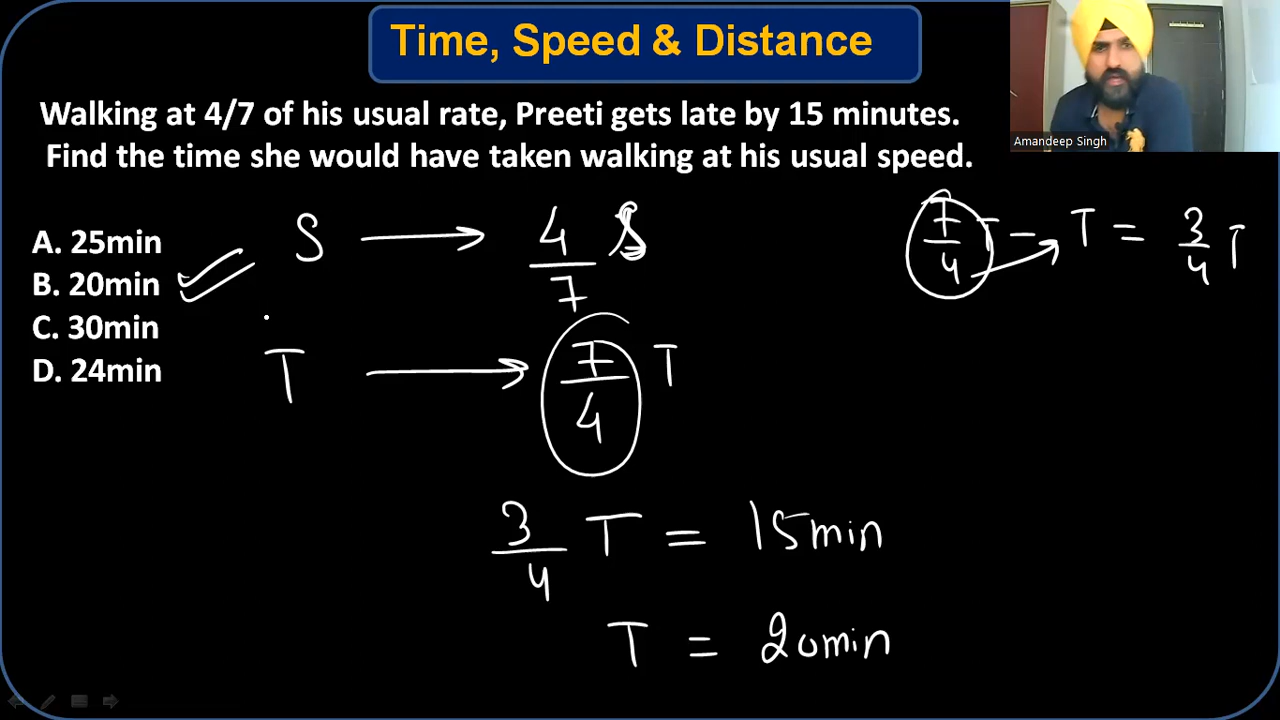 Time, Speed & Distance
Amandeep Singh
Walking at 4/7 of his usual rate, Preeti gets late by 15 minutes.
Find the time she would have taken walking at his usual speed.
A. 25min
B. 20min
C. 30min
D. 24min
S → 4/7 S
T → 7/4 T
7/4 T - T = 3/4 T
3/4 T = 15min
T = 20min